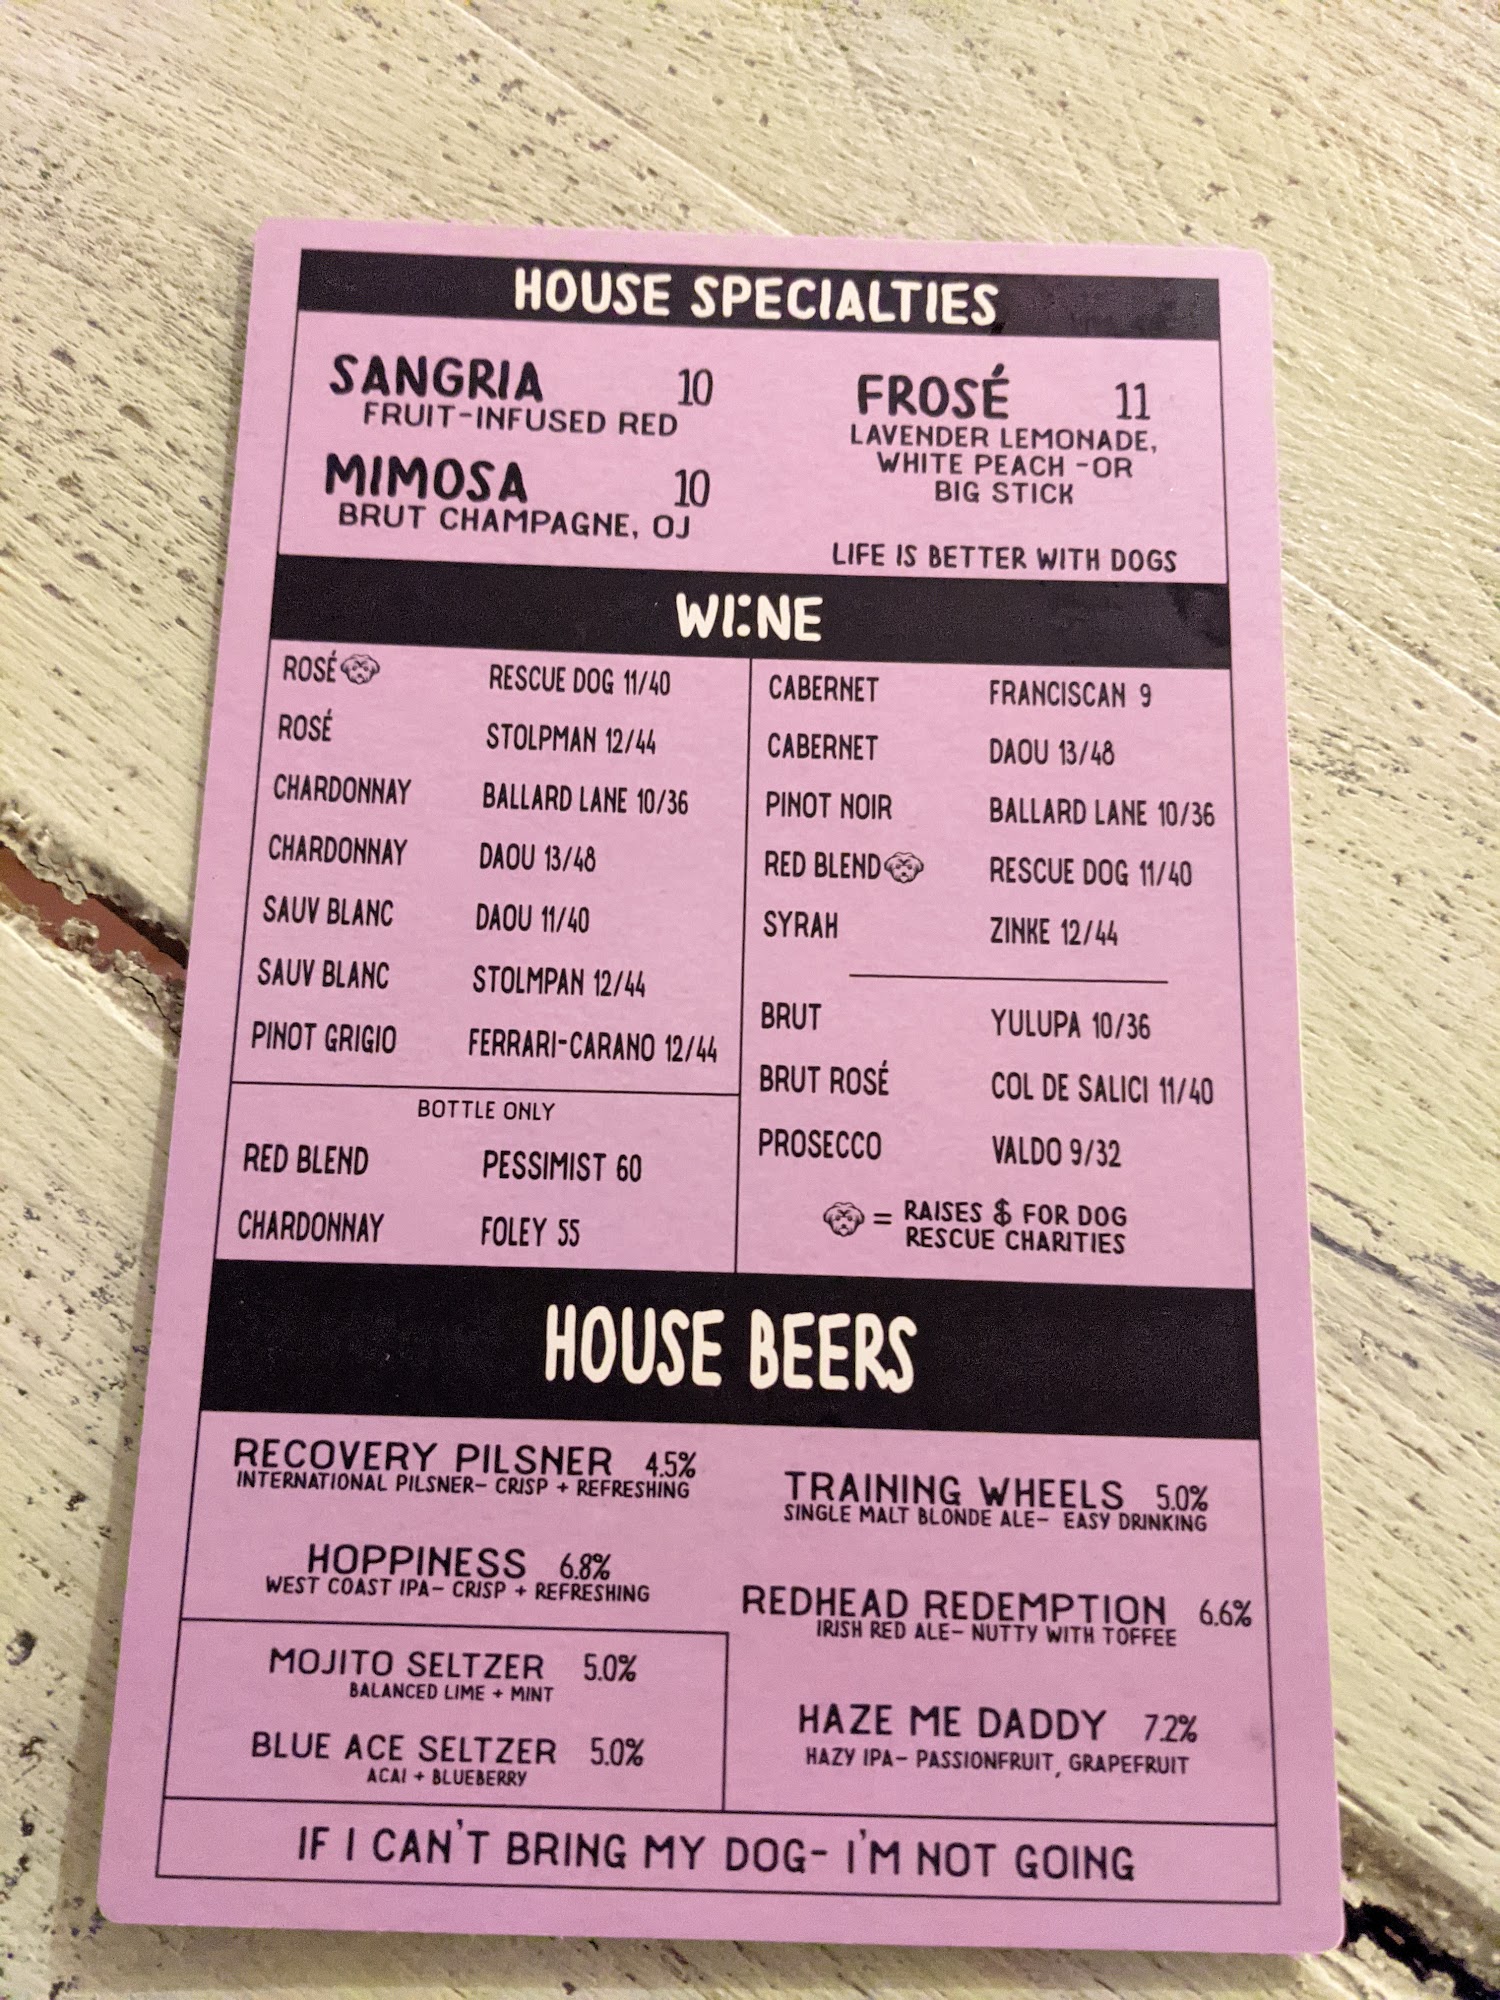 HOUSE SPECIALTIES
SANGRIA 10
FRUIT-INFUSED RED
MIMOSA 10
BRUT CHAMPAGNE, OJ
FROSÉ 11
LAVENDER LEMONADE,
WHITE PEACH -OR
BIG STICK
LIFE IS BETTER WITH DOGS
WI:NE
ROSÉ RESCUE DOG 11/40
ROSÉ STOLPMAN 12/44
CHARDONNAY BALLARD LANE 10/36
CHARDONNAY DAOU 13/48
SAUV BLANC DAOU 11/40
SAUV BLANC STOLMPAN 12/44
PINOT GRIGIO FERRARI-CARANO 12/44
BOTTLE ONLY
RED BLEND PESSIMIST 60
CHARDONNAY FOLEY 55
CABERNET FRANCISCAN 9
CABERNET DAOU 13/48
PINOT NOIR BALLARD LANE 10/36
RED BLEND RESCUE DOG 11/40
SYRAH ZINKE 12/44
BRUT YULUPA 10/36
BRUT ROSÉ COL DE SALICI 11/40
PROSECCO VALDO 9/32
= RAISES $ FOR DOG
RESCUE CHARITIES
HOUSE BEERS
RECOVERY PILSNER 4.5%
INTERNATIONAL PILSNER- CRISP + REFRESHING
HOPPINESS 6.8%
WEST COAST IPA- CRISP + REFRESHING
MOJITO SELTZER 5.0%
BALANCED LIME + MINT
BLUE ACE SELTZER 5.0%
ACAI + BLUEBERRY
TRAINING WHEELS 5.0%
SINGLE MALT BLONDE ALE- EASY DRINKING
REDHEAD REDEMPTION 6.6%
IRISH RED ALE- NUTTY WITH TOFFEE
HAZE ME DADDY 7.2%
HAZY IPA- PASSIONFRUIT, GRAPEFRUIT
IF I CAN'T BRING MY DOG- I'M NOT GOING